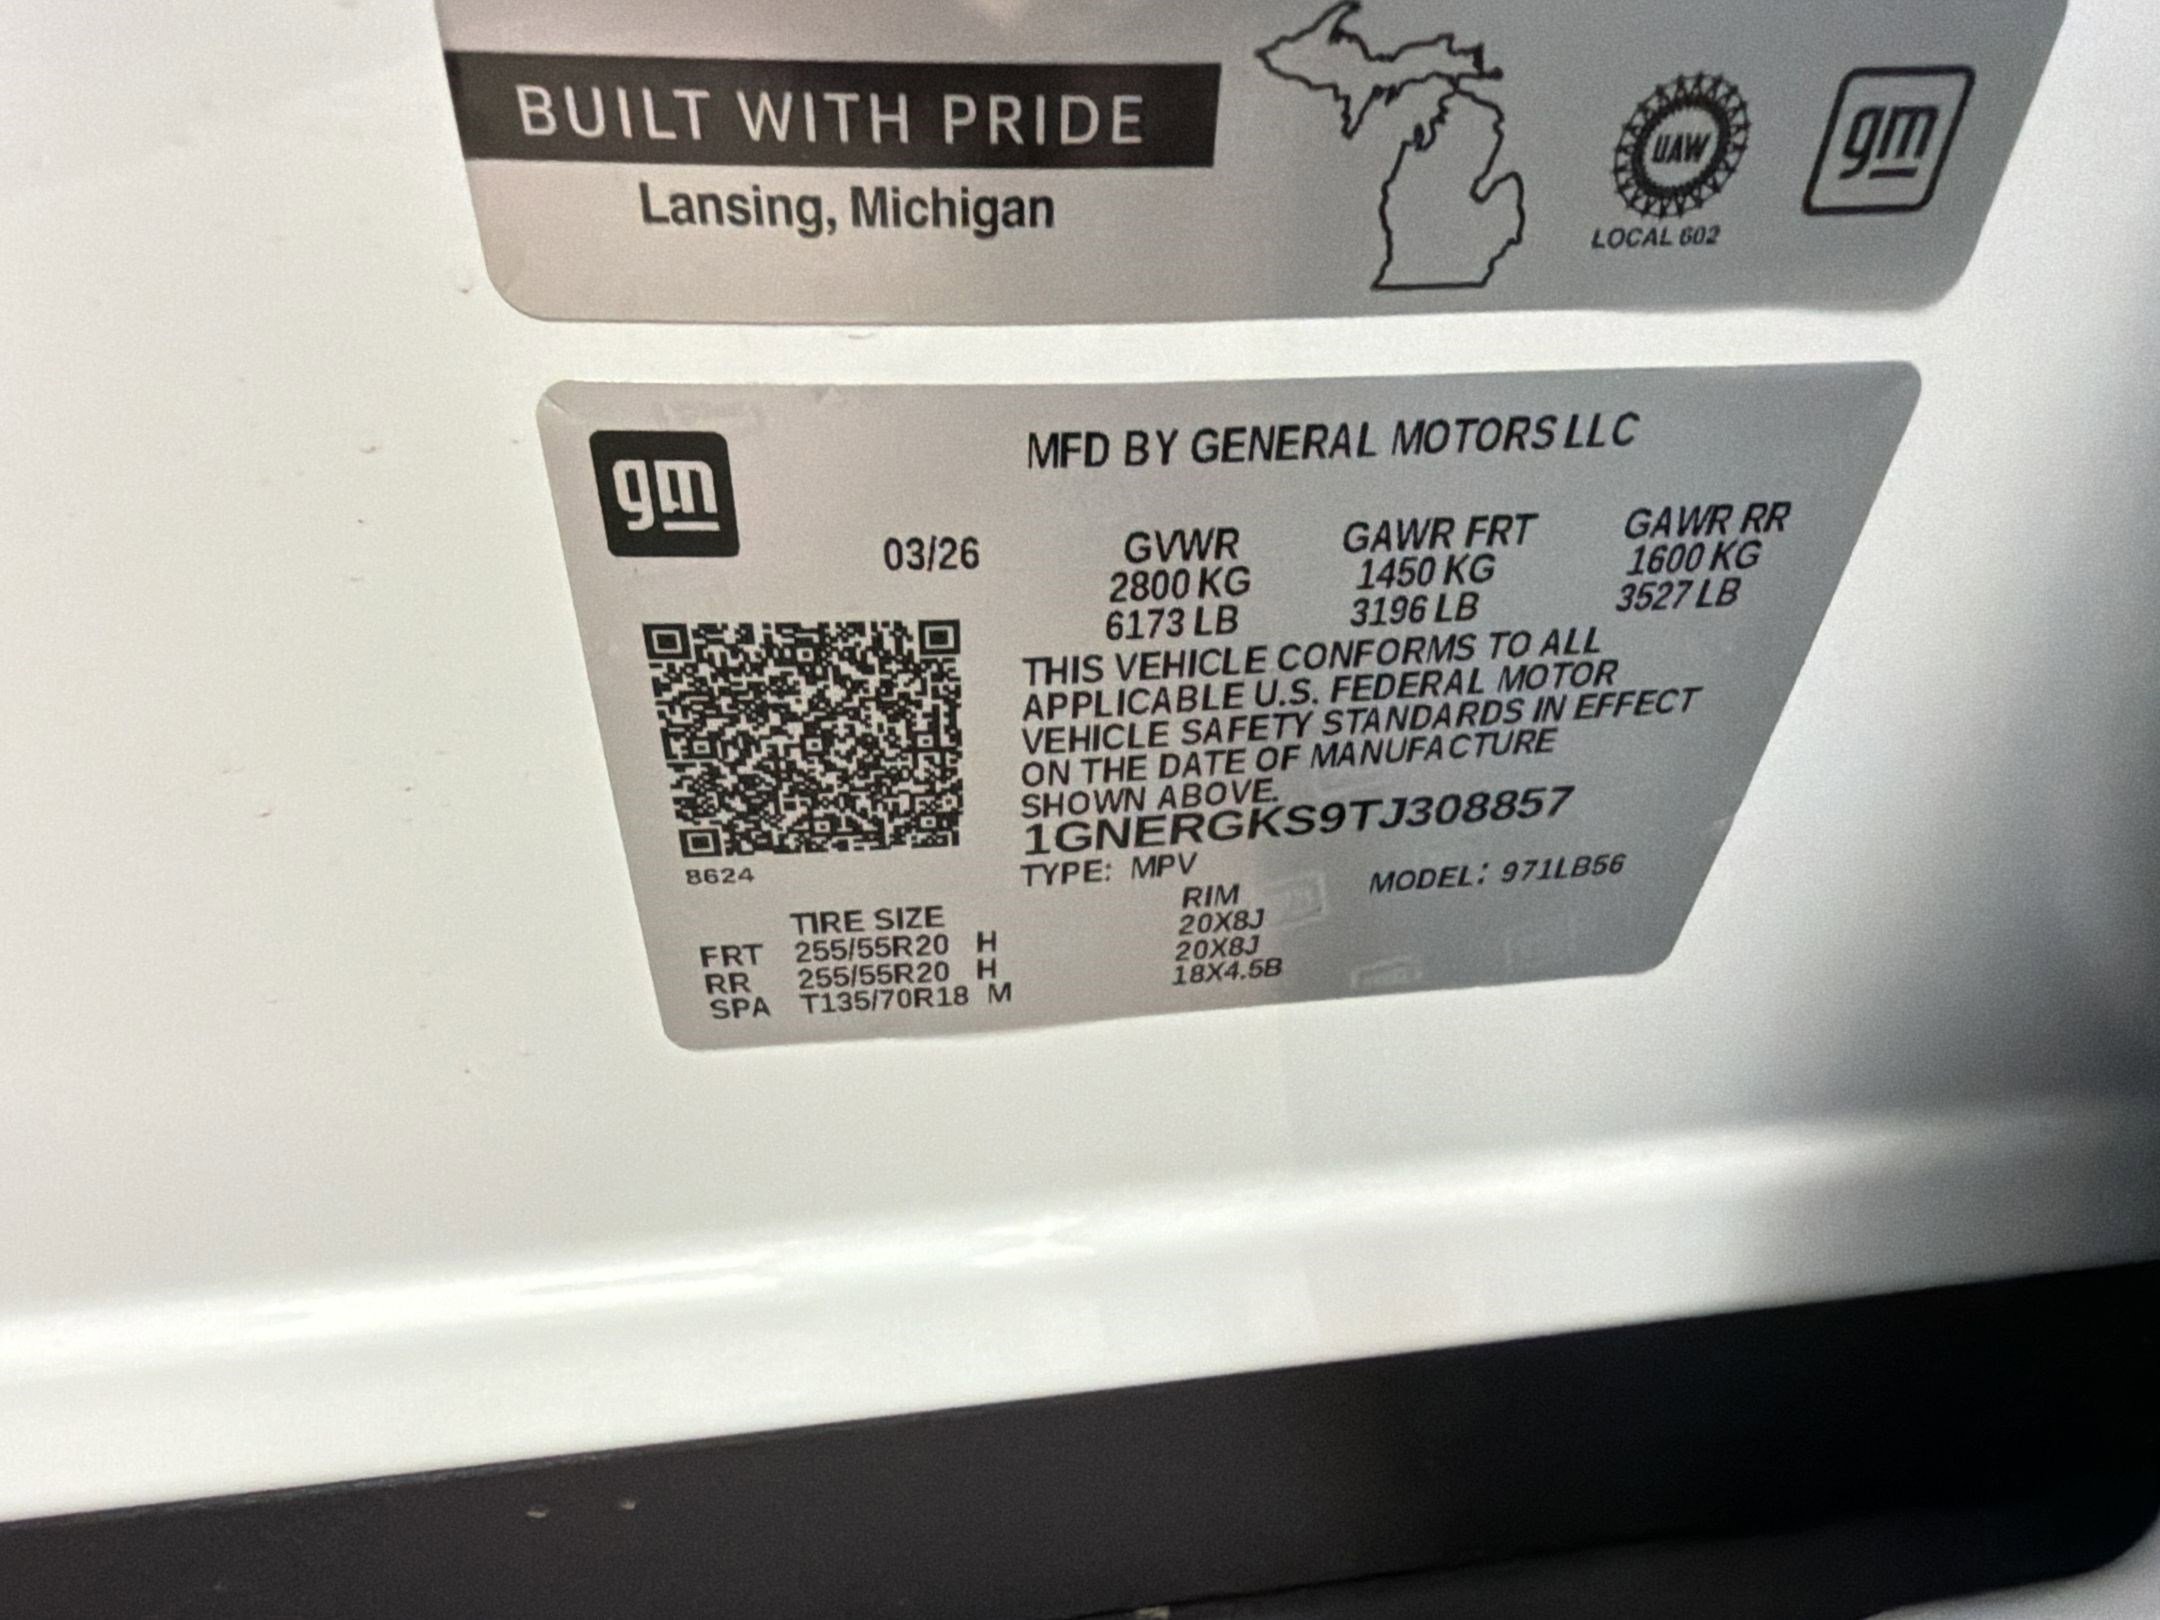 BUILT WITH PRIDE
Lansing, Michigan
UAW
LOCAL 602
gm
gm
MFD BY GENERAL MOTORS LLC
03/26
GVWR GAWR FRT GAWR RR
2800 KG 1450 KG 1600 KG
6173 LB 3196 LB 3527 LB
THIS VEHICLE CONFORMS TO ALL
APPLICABLE U.S. FEDERAL MOTOR
VEHICLE SAFETY STANDARDS IN EFFECT
ON THE DATE OF MANUFACTURE
SHOWN ABOVE.
1GNERGKS9TJ308857
TYPE: MPV MODEL: 971LB56
8624
TIRE SIZE RIM
FRT 255/55R20 H 20X8J
RR 255/55R20 H 20X8J
SPA T135/70R18 M 18X4.5B